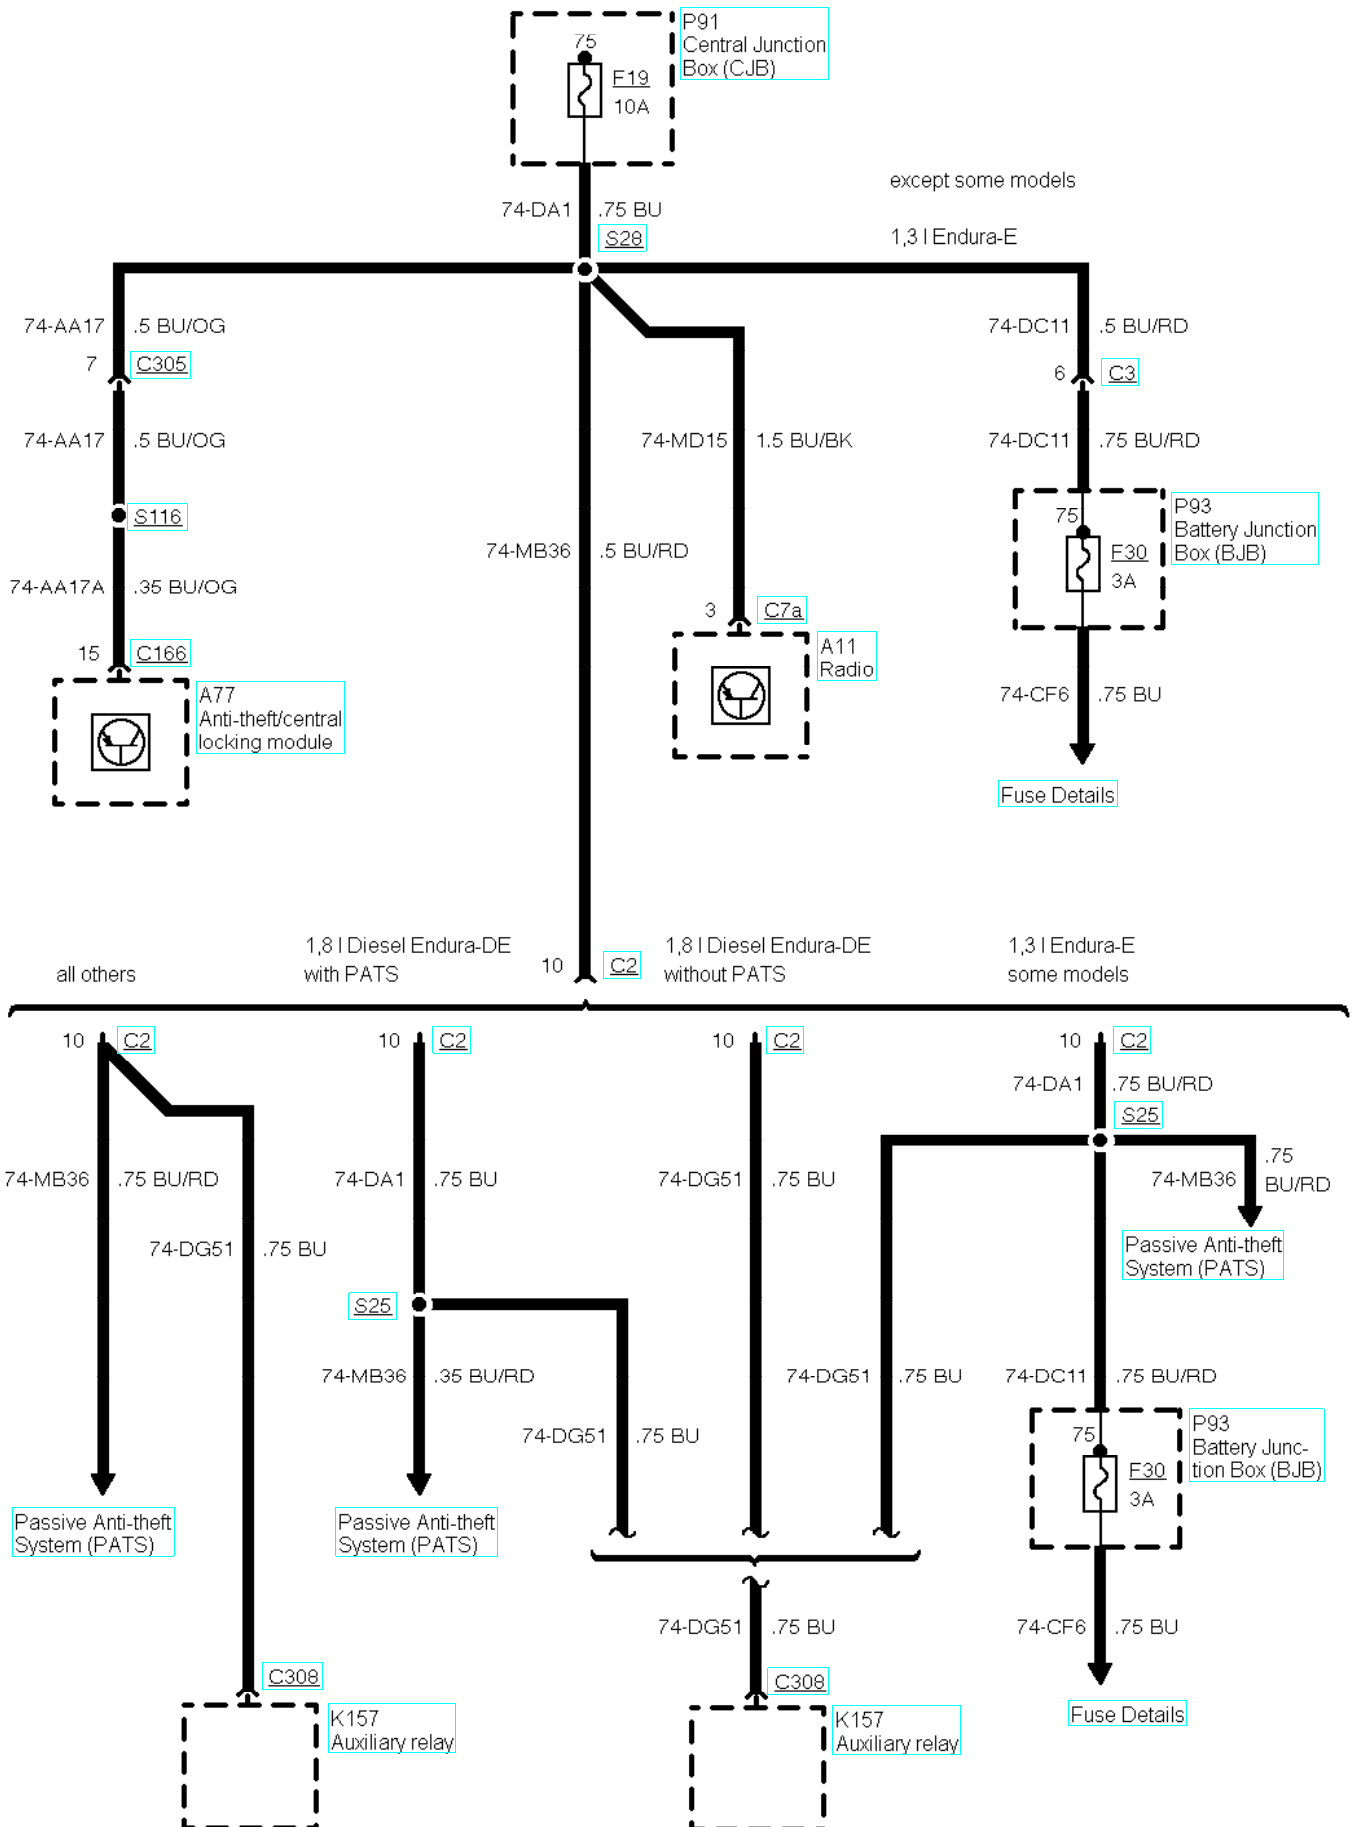 P91
Central Junction
Box (CJB)
75
F19
10A
except some models
74-DA1 .75 BU
S28
1,3 l Endura-E
74-AA17 .5 BU/OG
74-DC11 .5 BU/RD
7 C305
6 C3
74-AA17 .5 BU/OG
74-MD15 1.5 BU/BK
74-DC11 .75 BU/RD
S116
P93
Battery Junction
Box (BJB)
75
F30
3A
74-MB36 .5 BU/RD
74-AA17A .35 BU/OG
3 C7a
15 C166
A11
Radio
A77
Anti-theft/central
locking module
74-CF6 .75 BU
Fuse Details
all others
1,8 l Diesel Endura-DE
with PATS
10 C2
1,8 l Diesel Endura-DE
without PATS
1,3 l Endura-E
some models
10 C2
10 C2
10 C2
10 C2
74-DA1 .75 BU/RD
S25
74-MB36 .75 BU/RD
74-DA1 .75 BU
74-DG51 .75 BU
74-MB36 .75
BU/RD
Passive Anti-theft
System (PATS)
74-DG51 .75 BU
S25
74-MB36 .35 BU/RD
74-DG51 .75 BU
74-DC11 .75 BU/RD
74-DG51 .75 BU
P93
Battery Junc-
tion Box (BJB)
75
F30
3A
Passive Anti-theft
System (PATS)
Passive Anti-theft
System (PATS)
74-DG51 .75 BU
74-CF6 .75 BU
C308
C308
K157
Auxiliary relay
K157
Auxiliary relay
Fuse Details